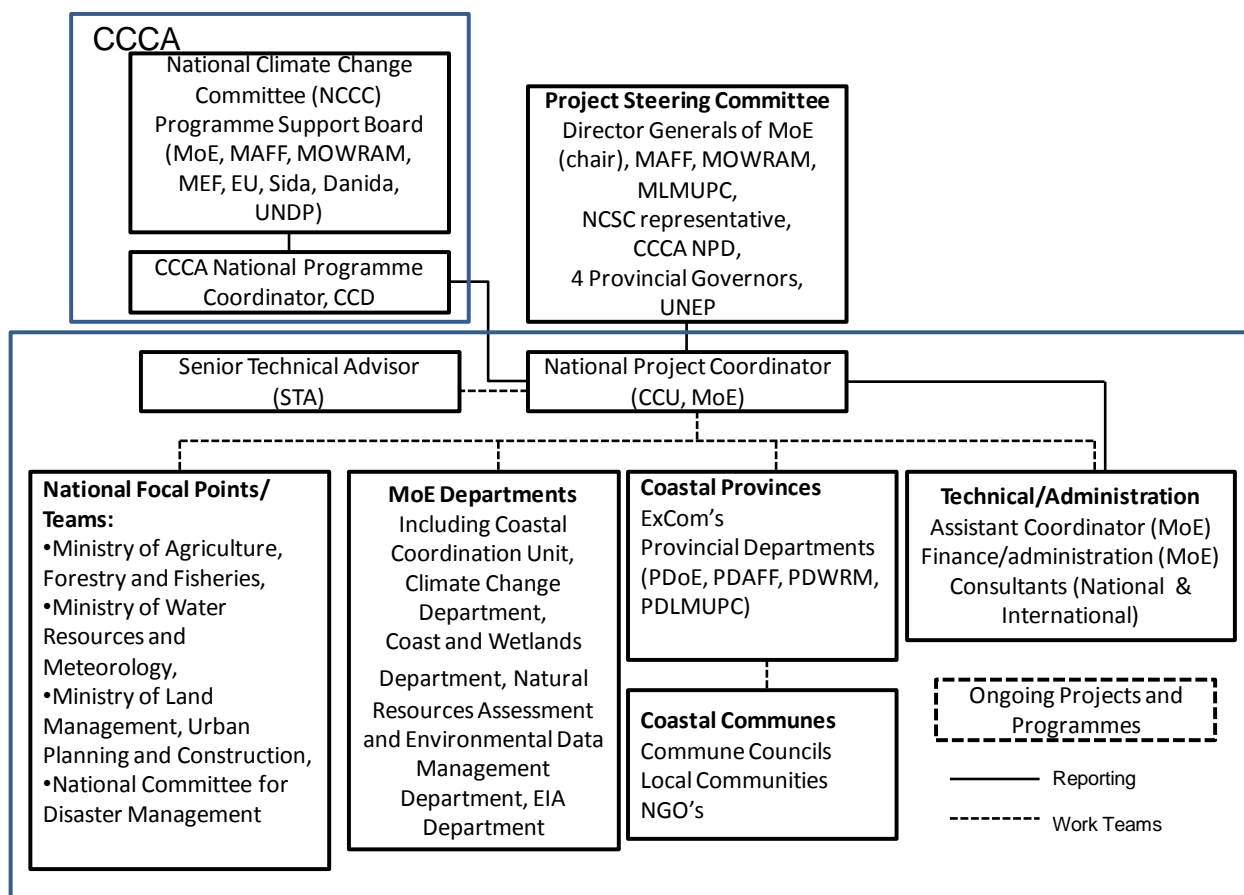 CCCA
National Climate Change
Committee (NCCC)
Programme Support Board
(MoE, MAFF, MOWRAM,
MEF, EU, Sida, Danida,
UNDP)
CCCA National Programme
Coordinator, CCD
Project Steering Committee
Director Generals of MoE
(chair), MAFF, MOWRAM,
MLMUPC,
NCSC representative,
CCCA NPD,
4 Provincial Governors,
UNEP
Senior Technical Advisor
(STA)
National Project Coordinator
(CCU, MoE)
National Focal Points/
Teams:
•Ministry of Agriculture,
Forestry and Fisheries,
•Ministry of Water
Resources and
Meteorology,
•Ministry of Land
Management, Urban
Planning and Construction,
•National Committee for
Disaster Management
MoE Departments
Including Coastal
Coordination Unit,
Climate Change
Department,
Coast and Wetlands
Department, Natural
Resources Assessment
and Environmental Data
Management
Department, EIA
Department
Coastal Provinces
ExCom’s
Provincial Departments
(PDoE, PDAFF, PDWRM,
PDLMUPC)
Coastal Communes
Commune Councils
Local Communities
NGO’s
Technical/Administration
Assistant Coordinator (MoE)
Finance/administration (MoE)
Consultants (National &
International)
Ongoing Projects and
Programmes
Reporting
Work Teams